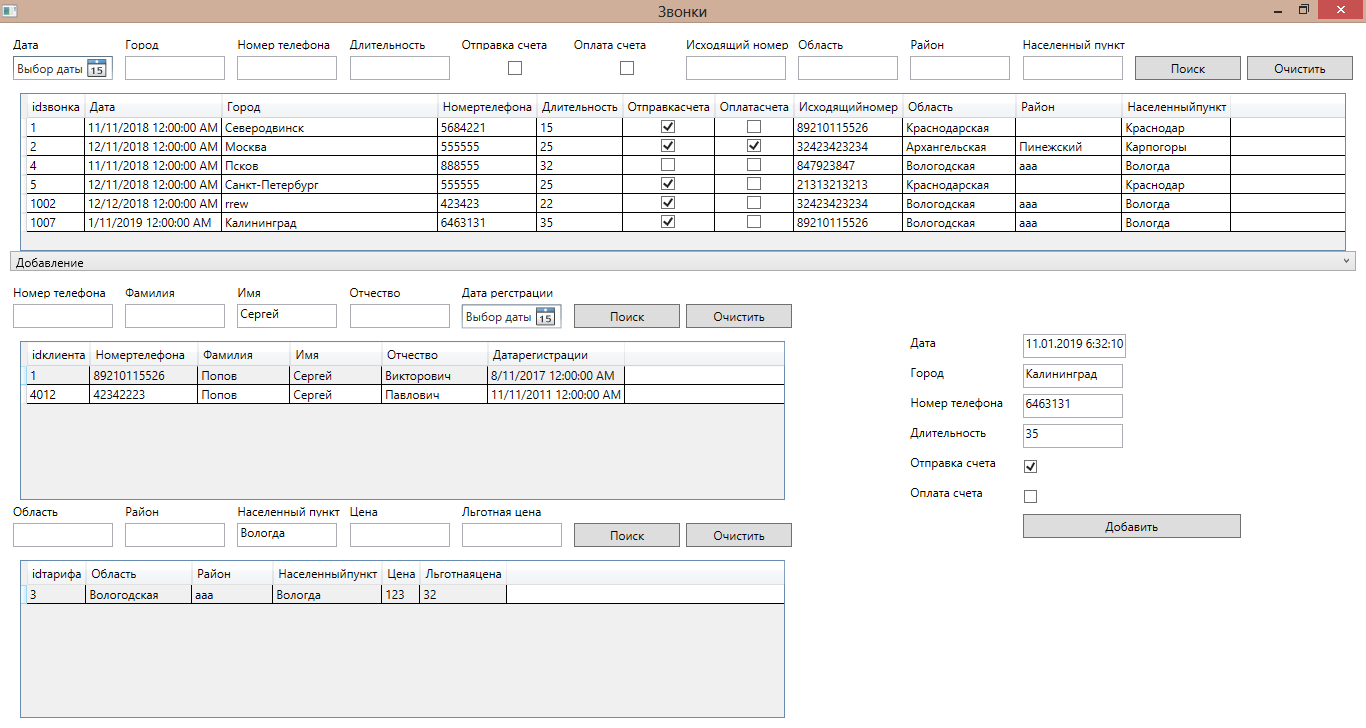 Звонки
Дата Город Номер телефона Длительность Отправка счета Оплата счета Исходящий номер Область Район Населенный пункт
Выбор даты 15 Поиск Очистить
idзвонка Дата Город Номертелефона Длительность Отправкасчета Оплатасчета Исходящийномер Область Район Населенныйпункт
1 11/11/2018 12:00:00 AM Северодвинск 5684221 15 89210115526 Краснодарская Краснодар
2 12/11/2018 12:00:00 AM Москва 555555 25 32423423234 Архангельская Пинежский Карпогоры
4 11/11/2018 12:00:00 AM Псков 888555 32 847923847 Вологодская ааа Вологда
5 12/11/2018 12:00:00 AM Санкт-Петербург 555555 25 21313213213 Краснодарская Краснодар
1002 12/12/2018 12:00:00 AM rrew 423423 22 32423423234 Вологодская ааа Вологда
1007 1/11/2019 12:00:00 AM Калининград 6463131 35 89210115526 Вологодская ааа Вологда
Добавление
Номер телефона Фамилия Имя Отчество Дата регстрации
Сергей Выбор даты 15 Поиск Очистить
idклиента Номертелефона Фамилия Имя Отчество Датарегистрации
1 89210115526 Попов Сергей Викторович 8/11/2017 12:00:00 AM
4012 42342223 Попов Сергей Павлович 11/11/2011 12:00:00 AM
Область Район Населенный пункт Цена Льготная цена
Вологда Поиск Очистить
idтарифа Область Район Населенныйпункт Цена Льготнаяцена
3 Вологодская ааа Вологда 123 32
Дата 11.01.2019 6:32:10
Город Калининград
Номер телефона 6463131
Длительность 35
Отправка счета
Оплата счета
Добавить